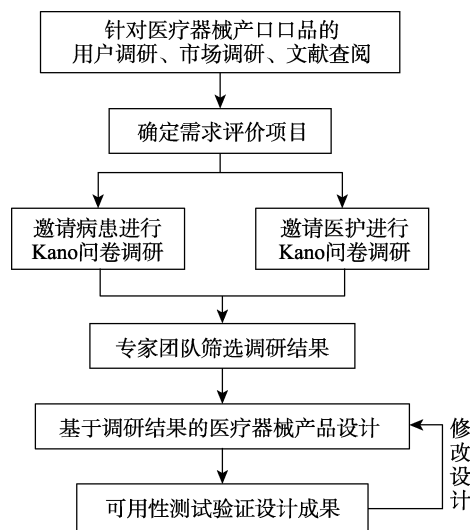 针对医疗器械产口口品的
用户调研、市场调研、文献查阅
确定需求评价项目
邀请病患进行
Kano问卷调研
邀请医护进行
Kano问卷调研
专家团队筛选调研结果
基于调研结果的医疗器械产品设计
修改设计
可用性测试验证设计成果